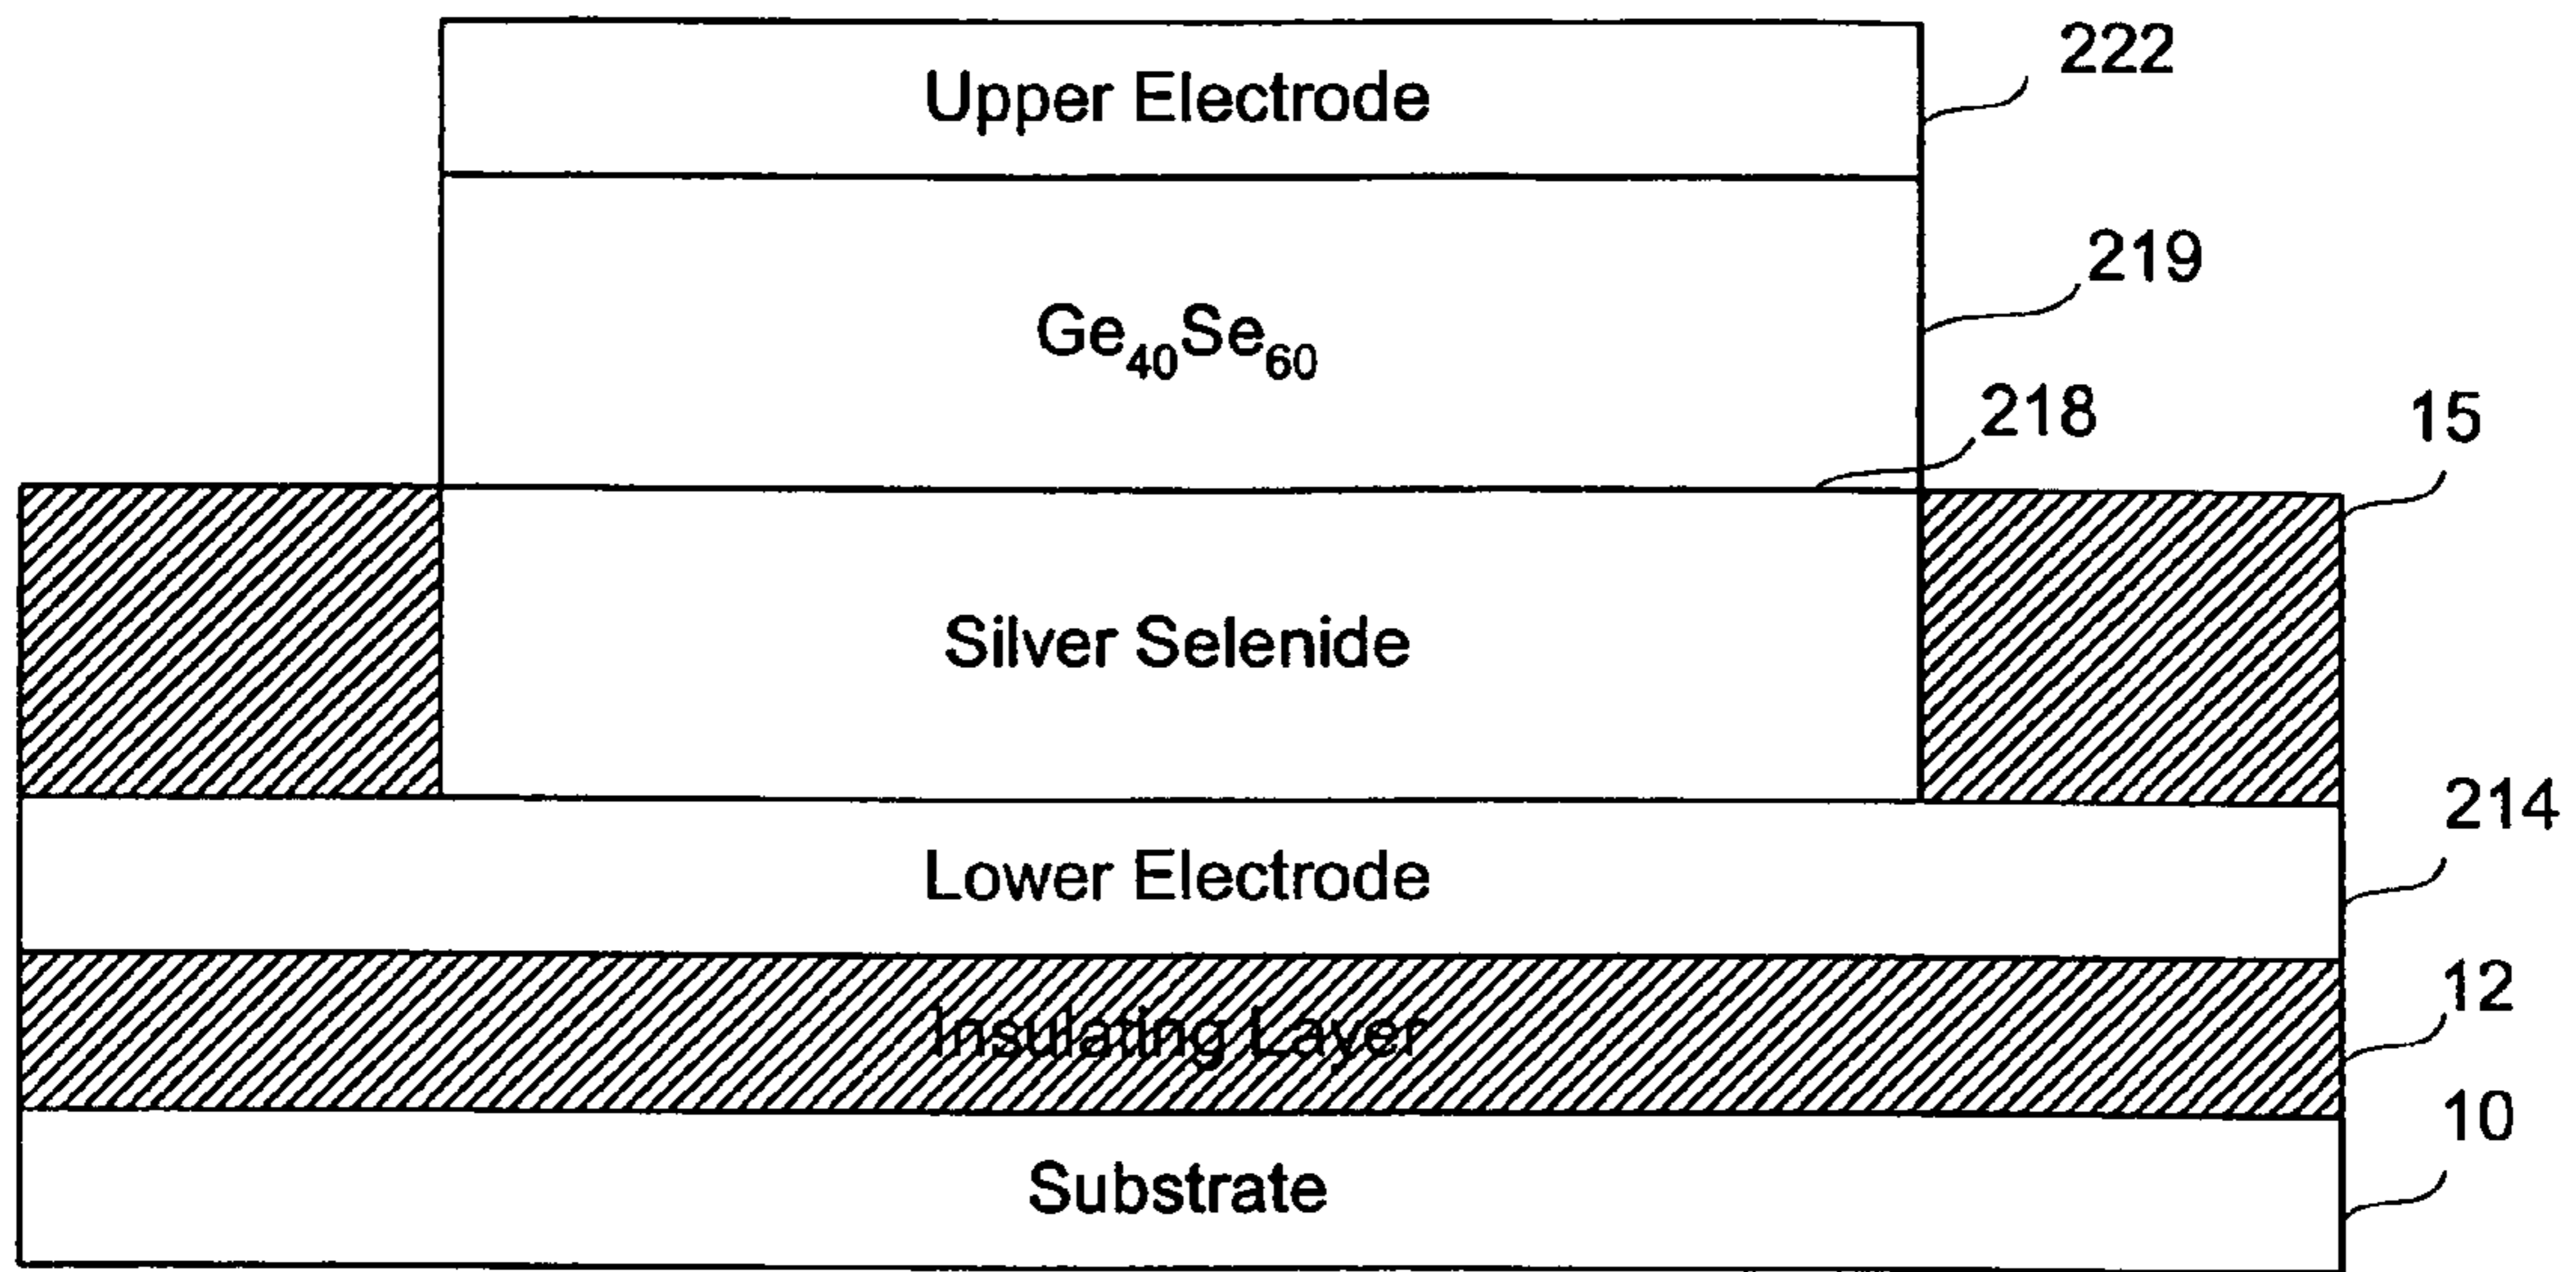 Upper Electrode
222
Ge40Se60
219
218
15
Silver Selenide
Lower Electrode
214
Insulating Layer
12
Substrate
10